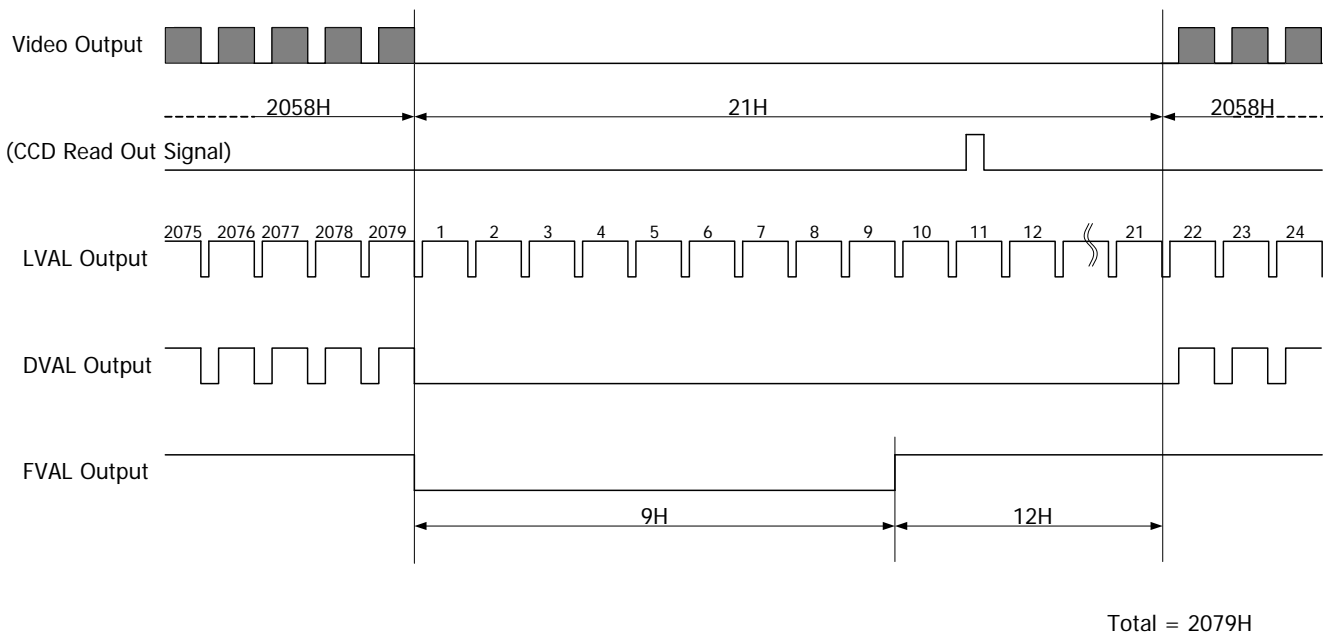 Video Output
2058H 21H 2058H
(CCD Read Out Signal)
2075 2076 2077 2078 2079 1 2 3 4 5 6 7 8 9 10 11 12 21 22 23 24
LVAL Output
DVAL Output
FVAL Output
9H 12H
Total = 2079H